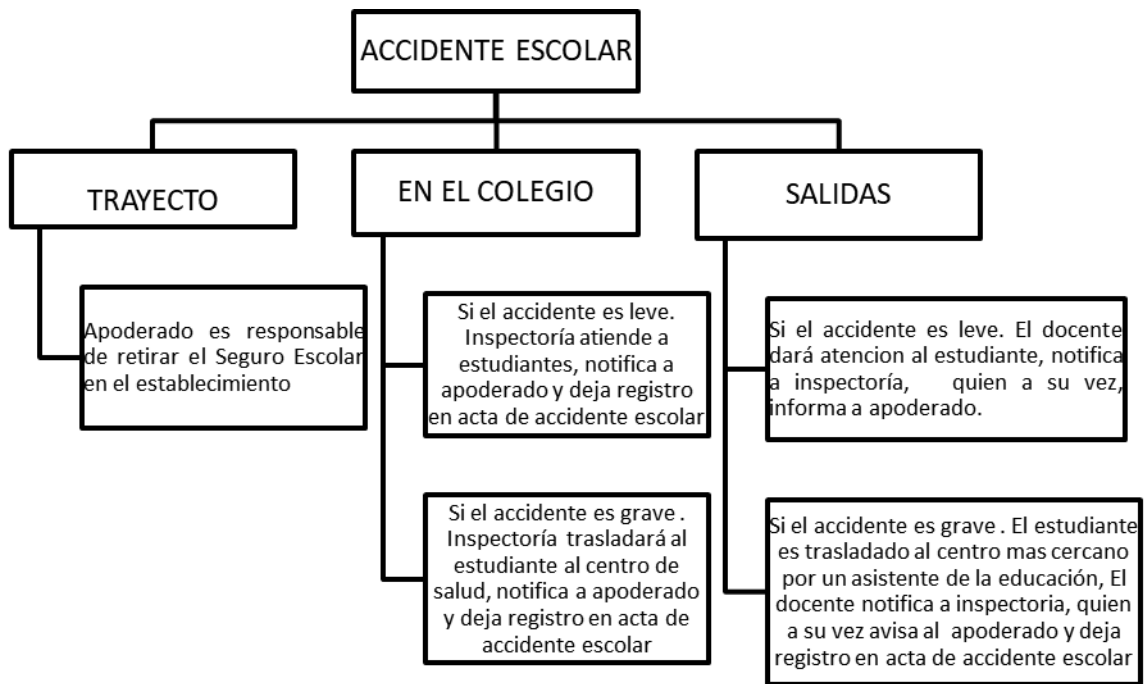 ACCIDENTE ESCOLAR
TRAYECTO
EN EL COLEGIO
SALIDAS
Apoderado es responsable
de retirar el Seguro Escolar
en el establecimiento
Si el accidente es leve.
Inspectoría atiende a
estudiantes, notifica a
apoderado y deja registro
en acta de accidente escolar
Si el accidente es leve. El docente
dará atencion al estudiante, notifica
a inspectoría, quien a su vez,
informa a apoderado.
Si el accidente es grave .
Inspectoría trasladará al
estudiante al centro de
salud, notifica a apoderado
y deja registro en acta de
accidente escolar
Si el accidente es grave . El estudiante
es trasladado al centro mas cercano
por un asistente de la educación, El
docente notifica a inspectoria, quien
a su vez avisa al apoderado y deja
registro en acta de accidente escolar